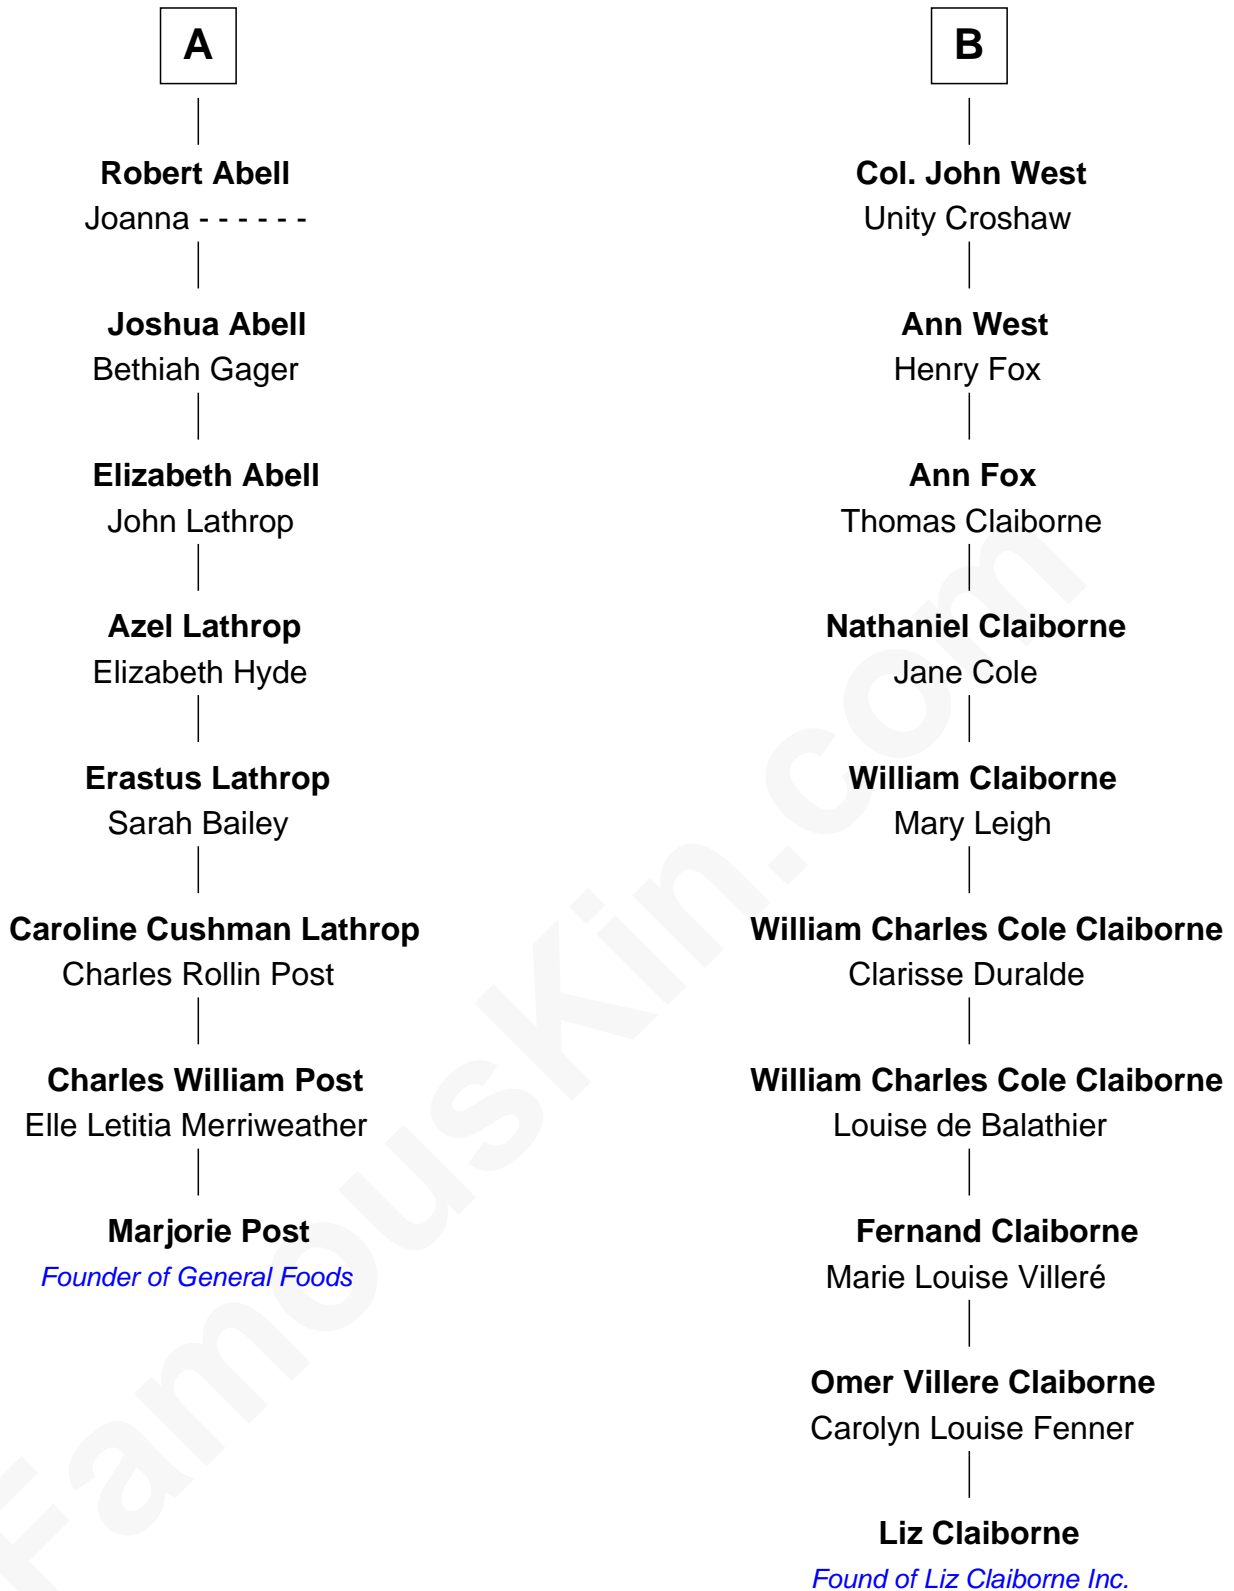 A
Robert Abell
Joanna - - - - - -
Joshua Abell
Bethiah Gager
Elizabeth Abell
John Lathrop
Azel Lathrop
Elizabeth Hyde
Erastus Lathrop
Sarah Bailey
Caroline Cushman Lathrop
Charles Rollin Post
Charles William Post
Elle Letitia Merriweather
Marjorie Post
Founder of General Foods
B
Col. John West
Unity Croshaw
Ann West
Henry Fox
Ann Fox
Thomas Claiborne
Nathaniel Claiborne
Jane Cole
William Claiborne
Mary Leigh
William Charles Cole Claiborne
Clarisse Duralde
William Charles Cole Claiborne
Louise de Balathier
Fernand Claiborne
Marie Louise Villeré
Omer Villere Claiborne
Carolyn Louise Fenner
Liz Claiborne
Found of Liz Claiborne Inc.
FamousKin.com